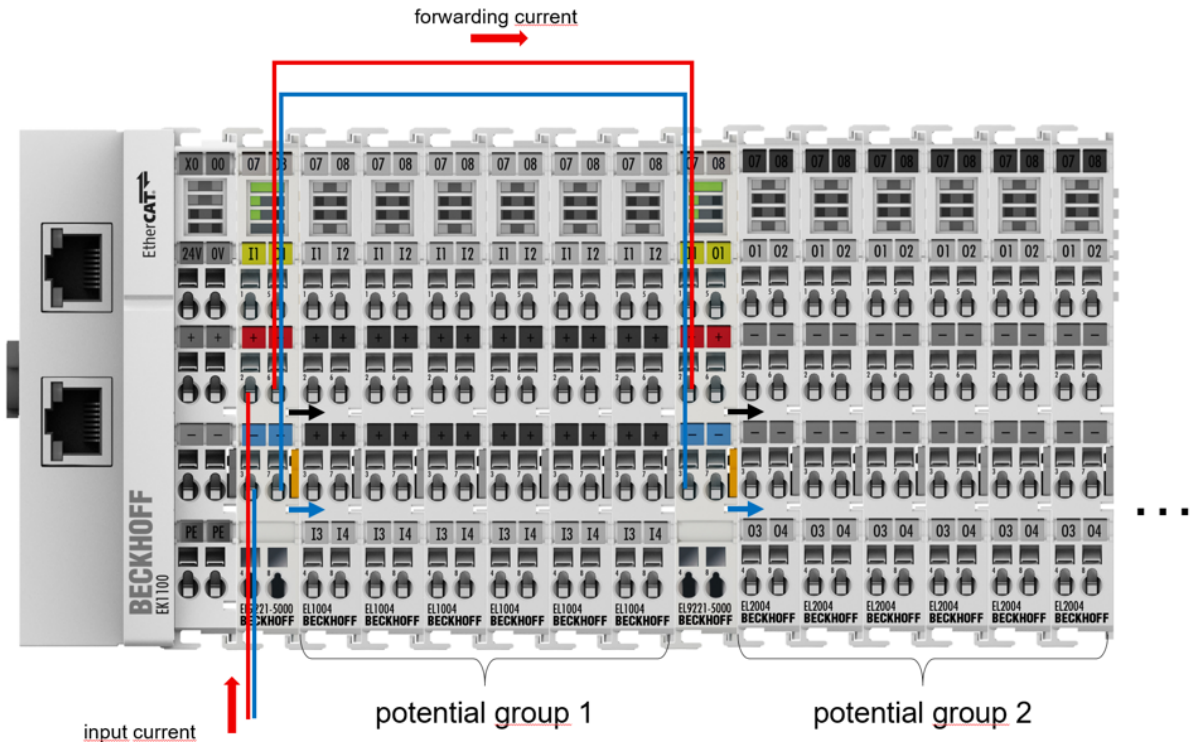 forwarding current
X0 00 07 08 07 08 07 08 07 08 07 08 07 08 07 08 07 08 07 08 07 08 07 08 07 08 07 08 07 08
EtherCAT
24V 0V I1 O1 I1 I2 I1 I2 I1 I2 I1 I2 I1 I2 I1 I2 I1 O1 O1 O2 O1 O2 O1 O2 O1 O2 O1 O2 O1 O2
+ + + + + + + + + + + + + + + + + + - - - - - - - - - - - -
- - - - + + + + + + + + + + + + - - - - - - - - - - - - - -
PE PE I3 I4 I3 I4 I3 I4 I3 I4 I3 I4 I3 I4 O3 O4 O3 O4 O3 O4 O3 O4 O3 O4 O3 O4
...
BECKHOFF
EK1100
EL9221-5000 EL1004 EL1004 EL1004 EL1004 EL1004 EL1004 EL9221-5000 EL2004 EL2004 EL2004 EL2004 EL2004 EL2004
BECKHOFF BECKHOFF BECKHOFF BECKHOFF BECKHOFF BECKHOFF BECKHOFF BECKHOFF BECKHOFF BECKHOFF BECKHOFF BECKHOFF BECKHOFF BECKHOFF
potential group 1 potential group 2
input current